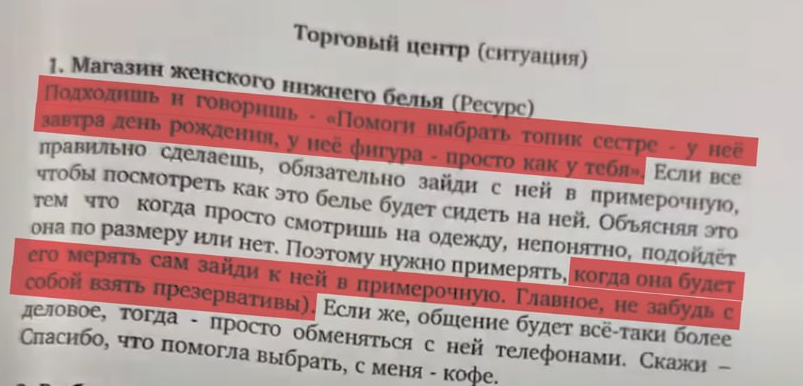 Торговый центр (ситуация)
1. Магазин женского нижнего белья (Ресурс)
Подходишь и говоришь - «Помоги выбрать топик сестре - у неё
завтра день рождения, у неё фигура - просто как у тебя». Если все
правильно сделаешь, обязательно зайди с ней в примерочную,
чтобы посмотреть как это белье будет сидеть на ней. Объясняя это
тем что когда просто смотришь на одежду, непонятно, подойдёт
она по размеру или нет. Поэтому нужно примерять, когда она будет
его мерять сам зайди к ней в примерочную. Главное, не забудь с
собой взять презервативы). Если же, общение будет всё-таки более
деловое, тогда - просто обменяться с ней телефонами. Скажи –
Спасибо, что помогла выбрать, с меня - кофе.